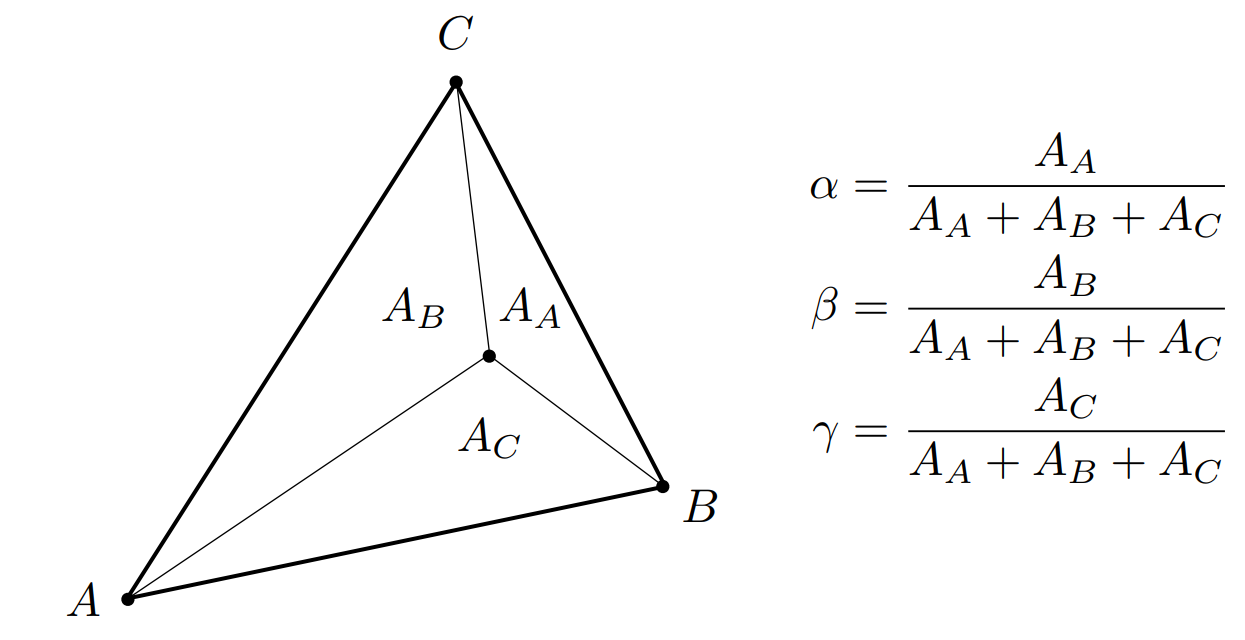 C
A_B
A_A
A_C
B
A
α = A_A / (A_A + A_B + A_C)
β = A_B / (A_A + A_B + A_C)
γ = A_C / (A_A + A_B + A_C)